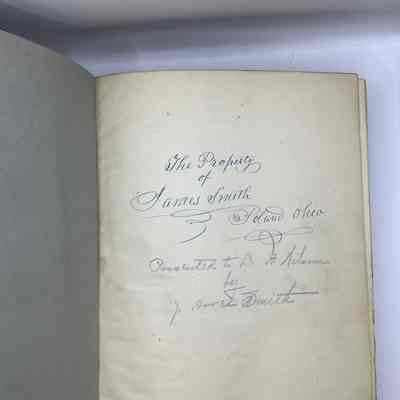 The Property
of
James Smith
Poland Ohio
Presented to D
by
Smith